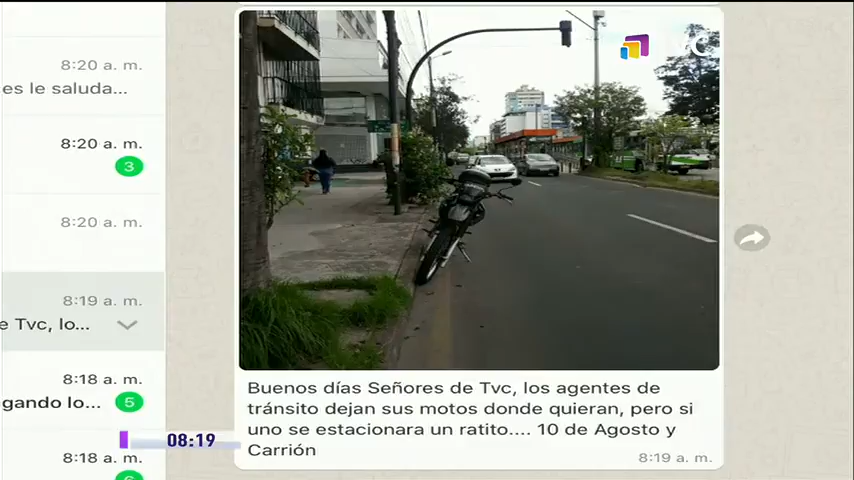 8:20 a. m.
es le saluda...
8:20 a. m.
3
8:20 a. m.
8:19 a. m.
e Tvc, lo...
8:18 a. m.
gando lo...
5
8:18 a. m.
TVC
Buenos días Señores de Tvc, los agentes de
tránsito dejan sus motos donde quieran, pero si
uno se estacionara un ratito.... 10 de Agosto y
Carrión
8:19 a. m.
08:19